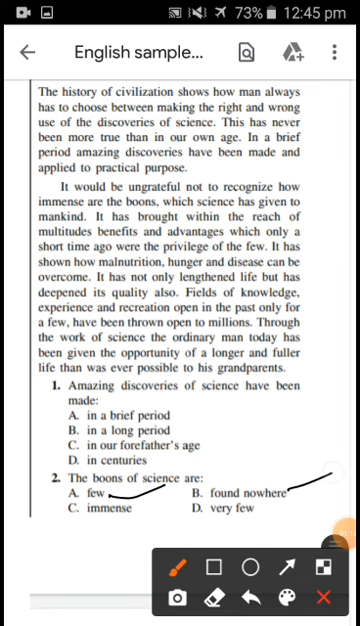 73% 12:45 pm
English sample...
The history of civilization shows how man always
has to choose between making the right and wrong
use of the discoveries of science. This has never
been more true than in our own age. In a brief
period amazing discoveries have been made and
applied to practical purpose.
It would be ungrateful not to recognize how
immense are the boons, which science has given to
mankind. It has brought within the reach of
multitudes benefits and advantages which only a
short time ago were the privilege of the few. It has
shown how malnutrition, hunger and disease can be
overcome. It has not only lengthened life but has
deepened its quality also. Fields of knowledge,
experience and recreation open in the past only for
a few, have been thrown open to millions. Through
the work of science the ordinary man today has
been given the opportunity of a longer and fuller
life than was ever possible to his grandparents.
1. Amazing discoveries of science have been
made:
A. in a brief period
B. in a long period
C. in our forefather's age
D. in centuries
2. The boons of science are:
A. few B. found nowhere
C. immense D. very few